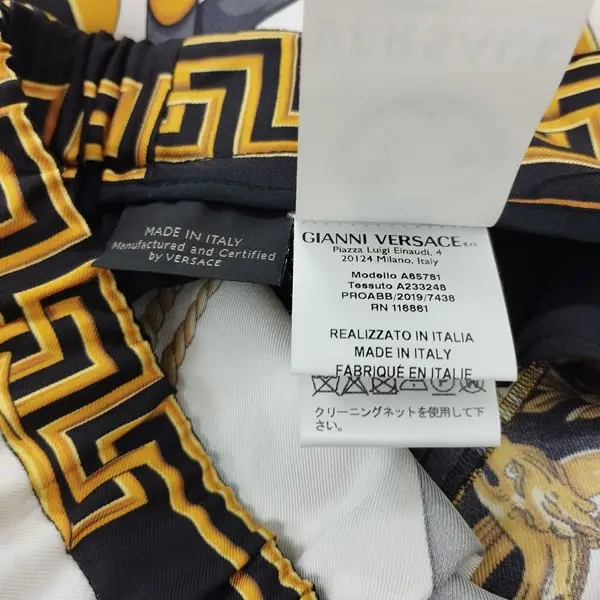 VERSACE
MADE IN ITALY
Manufactured and Certified
by VERSACE
GIANNI VERSACE s.r.l.
Piazza Luigi Einaudi, 4
20124 Milano, Italy
Modello A85781
Tessuto A233248
PROABB/2019/7438
RN 116861
REALIZZATO IN ITALIA
MADE IN ITALY
FABRIQUÉ EN ITALIE
クリーニングネットを使用して下
さい。